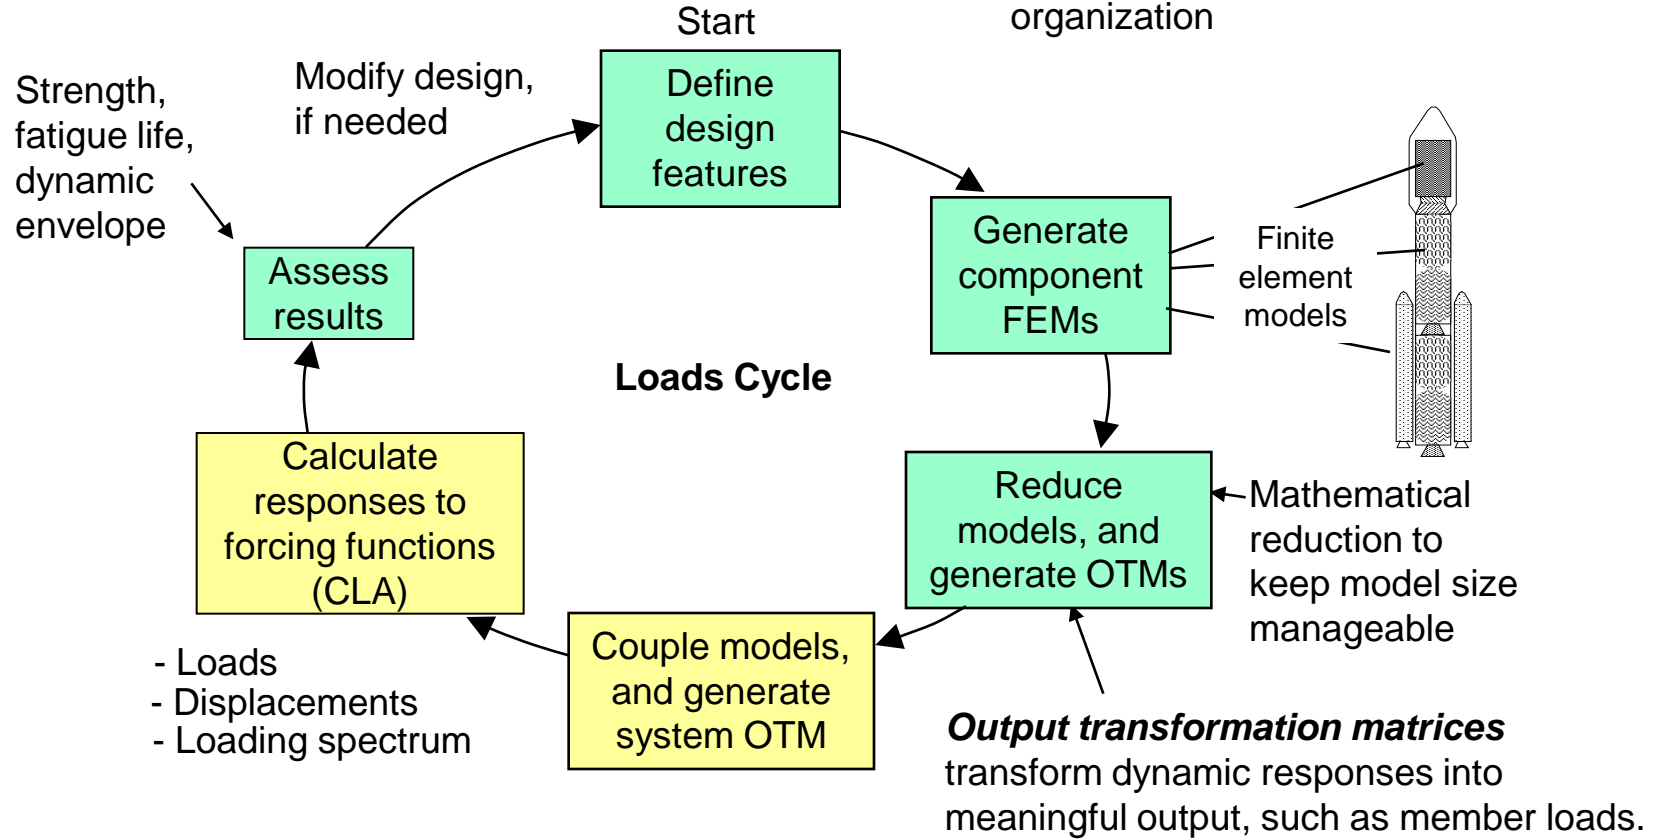 organization
Start
Define
design
features
Modify design,
if needed
Strength,
fatigue life,
dynamic
envelope
Assess
results
Generate
component
FEMs
Finite
element
models
Loads Cycle
Calculate
responses to
forcing functions
(CLA)
Reduce
models, and
generate OTMs
Mathematical
reduction to
keep model size
manageable
Couple models,
and generate
system OTM
- Loads
- Displacements
- Loading spectrum
Output transformation matrices
transform dynamic responses into
meaningful output, such as member loads.